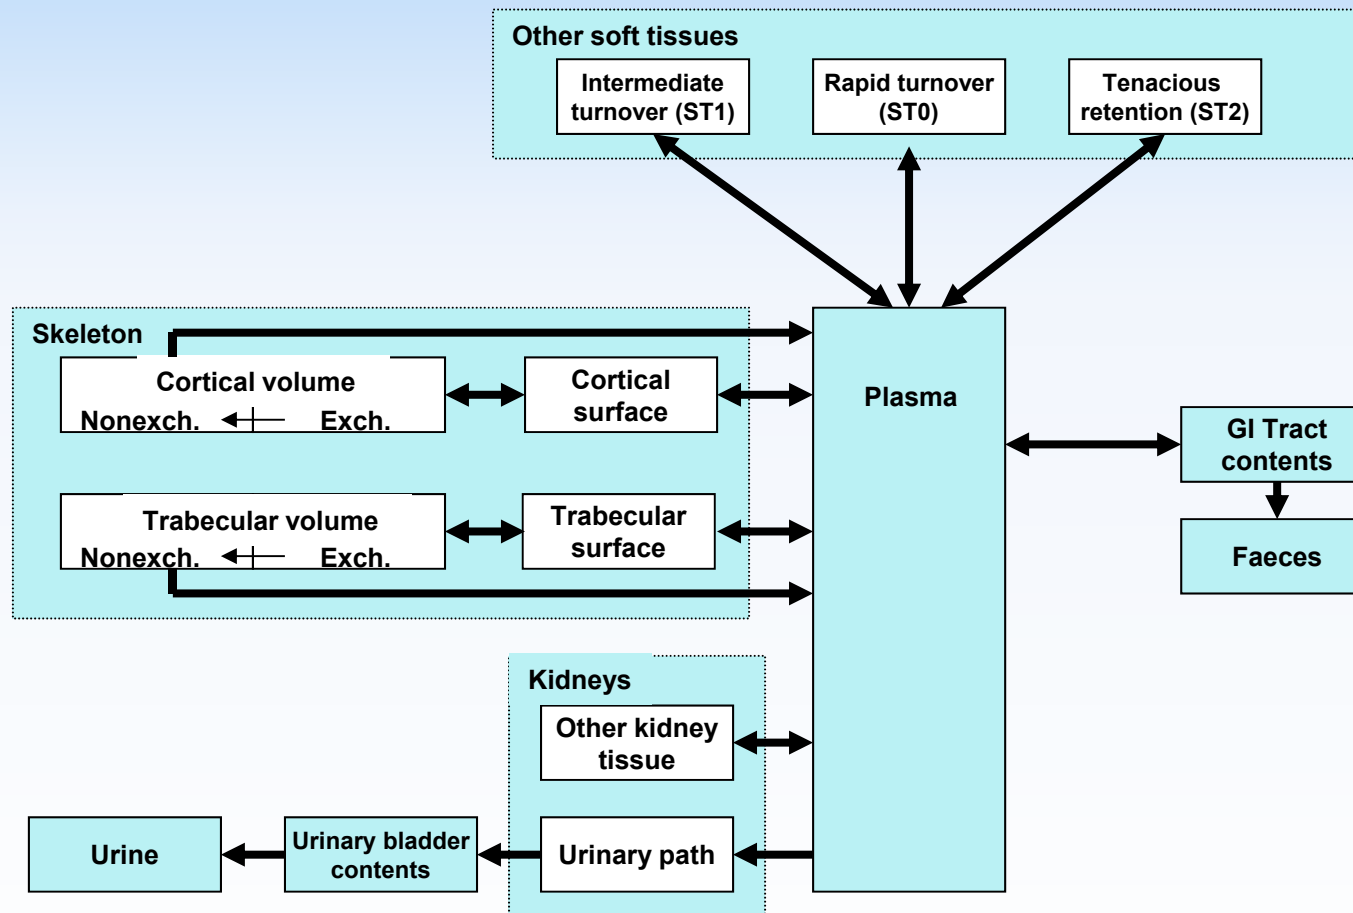 Other soft tissues
Intermediate
turnover (ST1)
Rapid turnover
(ST0)
Tenacious
retention (ST2)
Skeleton
Cortical volume
Nonexch.
Exch.
Cortical
surface
Plasma
GI Tract
contents
Trabecular volume
Nonexch.
Exch.
Trabecular
surface
Faeces
Kidneys
Other kidney
tissue
Urine
Urinary bladder
contents
Urinary path